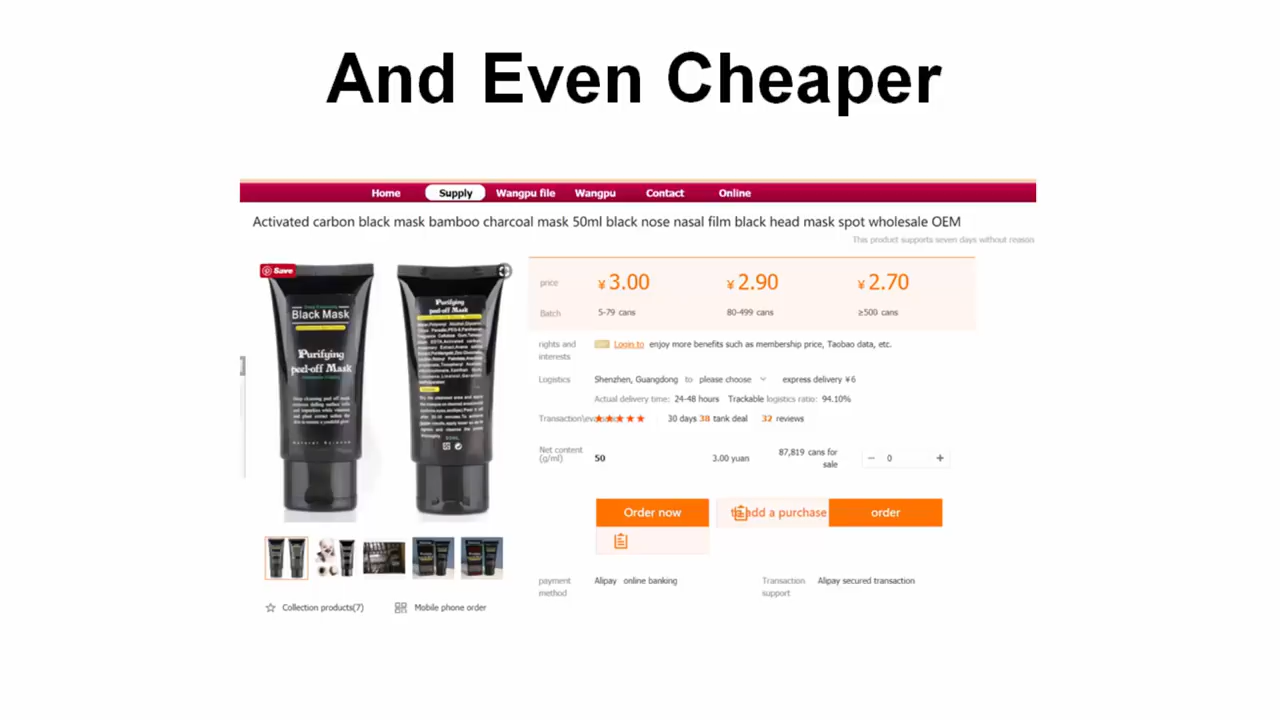 And Even Cheaper
Home Supply Wangpu file Wangpu Contact Online
Activated carbon black mask bamboo charcoal mask 50ml black nose nasal film black head mask spot wholesale OEM
This product supports seven days without reason
Save
Black Mask
Purifying
peel-off Mask
Purifying
peel-off Mask
price ¥ 3.00 ¥ 2.90 ¥ 2.70
Batch 5-79 cans 80-499 cans ≥500 cans
rights and
interests
Login to enjoy more benefits such as membership price, Taobao data, etc.
Logistics Shenzhen, Guangdong to please choose express delivery ¥6
Actual delivery time: 24-48 hours Trackable logistics ratio: 94.10%
30 days 38 tank deal 32 reviews
Net content
(g/ml)
50 3.00 yuan 87,819 cans for
sale
− 0 +
Order now add a purchase order
payment
method
Alipay online banking
Transaction
support
Alipay secured transaction
Collection products(7) Mobile phone order